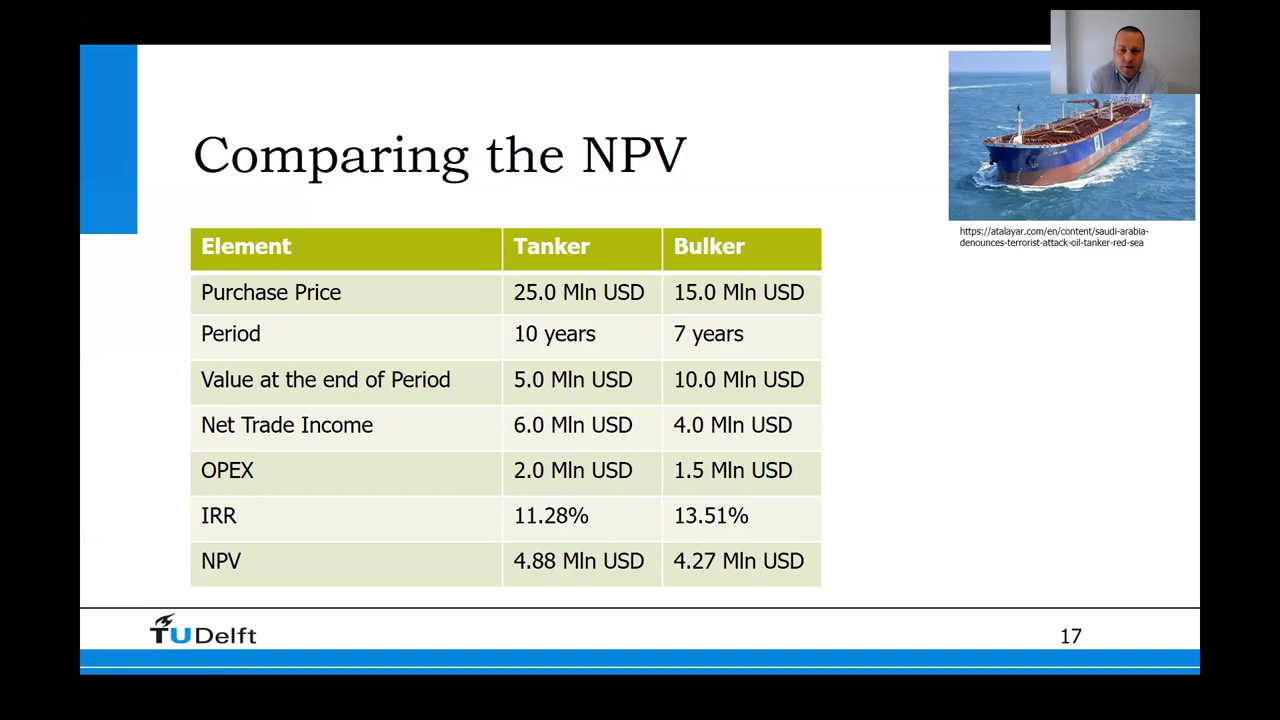 Comparing the NPV
https://atalayar.com/en/content/saudi-arabia-
denounces-terrorist-attack-oil-tanker-red-sea
Element Tanker Bulker
Purchase Price 25.0 Mln USD 15.0 Mln USD
Period 10 years 7 years
Value at the end of Period 5.0 Mln USD 10.0 Mln USD
Net Trade Income 6.0 Mln USD 4.0 Mln USD
OPEX 2.0 Mln USD 1.5 Mln USD
IRR 11.28% 13.51%
NPV 4.88 Mln USD 4.27 Mln USD
TU Delft
17